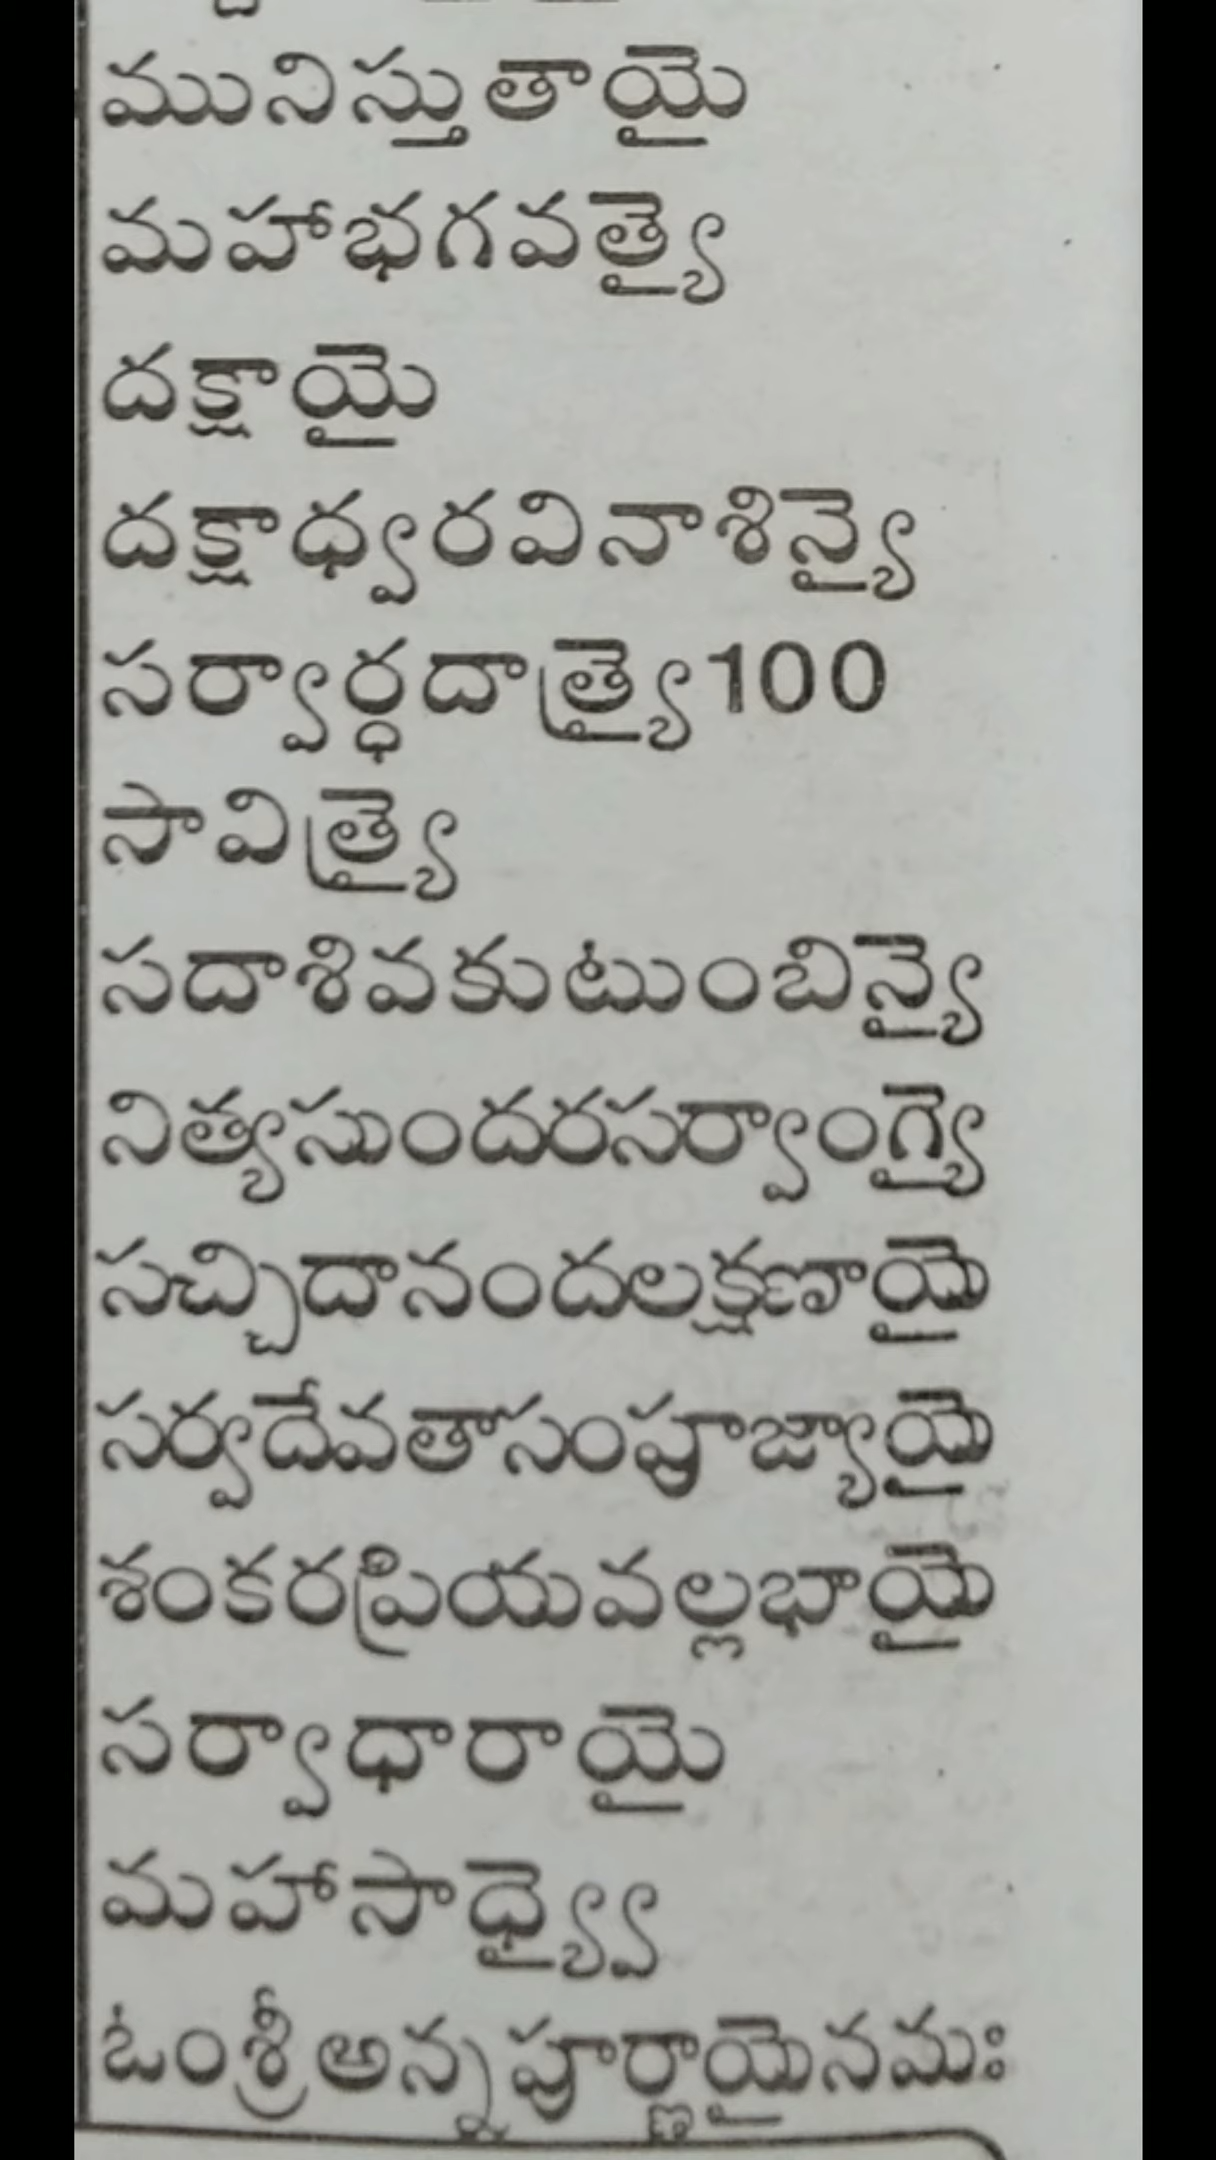 మునిస్తుతాయై
మహాభగవత్యై
దక్షాయై
దక్షాధ్వరవినాశిన్యై
సర్వార్ధదాత్ర్యై100
సావిత్ర్యై
సదాశివకుటుంబిన్యై
నిత్యసుందరసర్వాంగ్యై
సచ్చిదానందలక్షణాయై
సర్వదేవతాసంపూజ్యాయై
శంకరప్రియవల్లభాయై
సర్వాధారాయై
మహాసాధ్వ్యై
ఓంశ్రీఅన్నపూర్ణాయైనమః